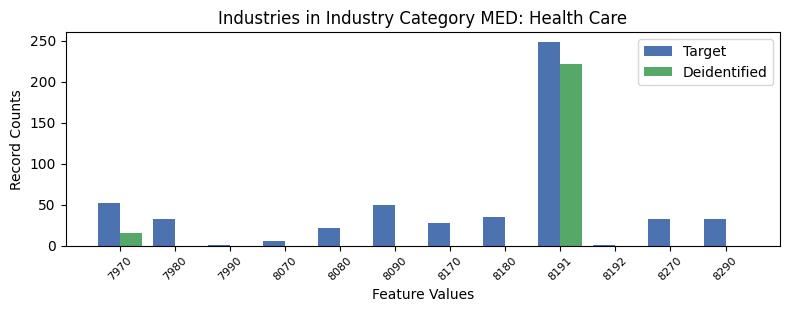 Industries in Industry Category MED: Health Care
Target
Deidentified
Record Counts
250
200
150
100
50
0
7970 7980 7990 8070 8080 8090 8170 8180 8191 8192 8270 8290
Feature Values